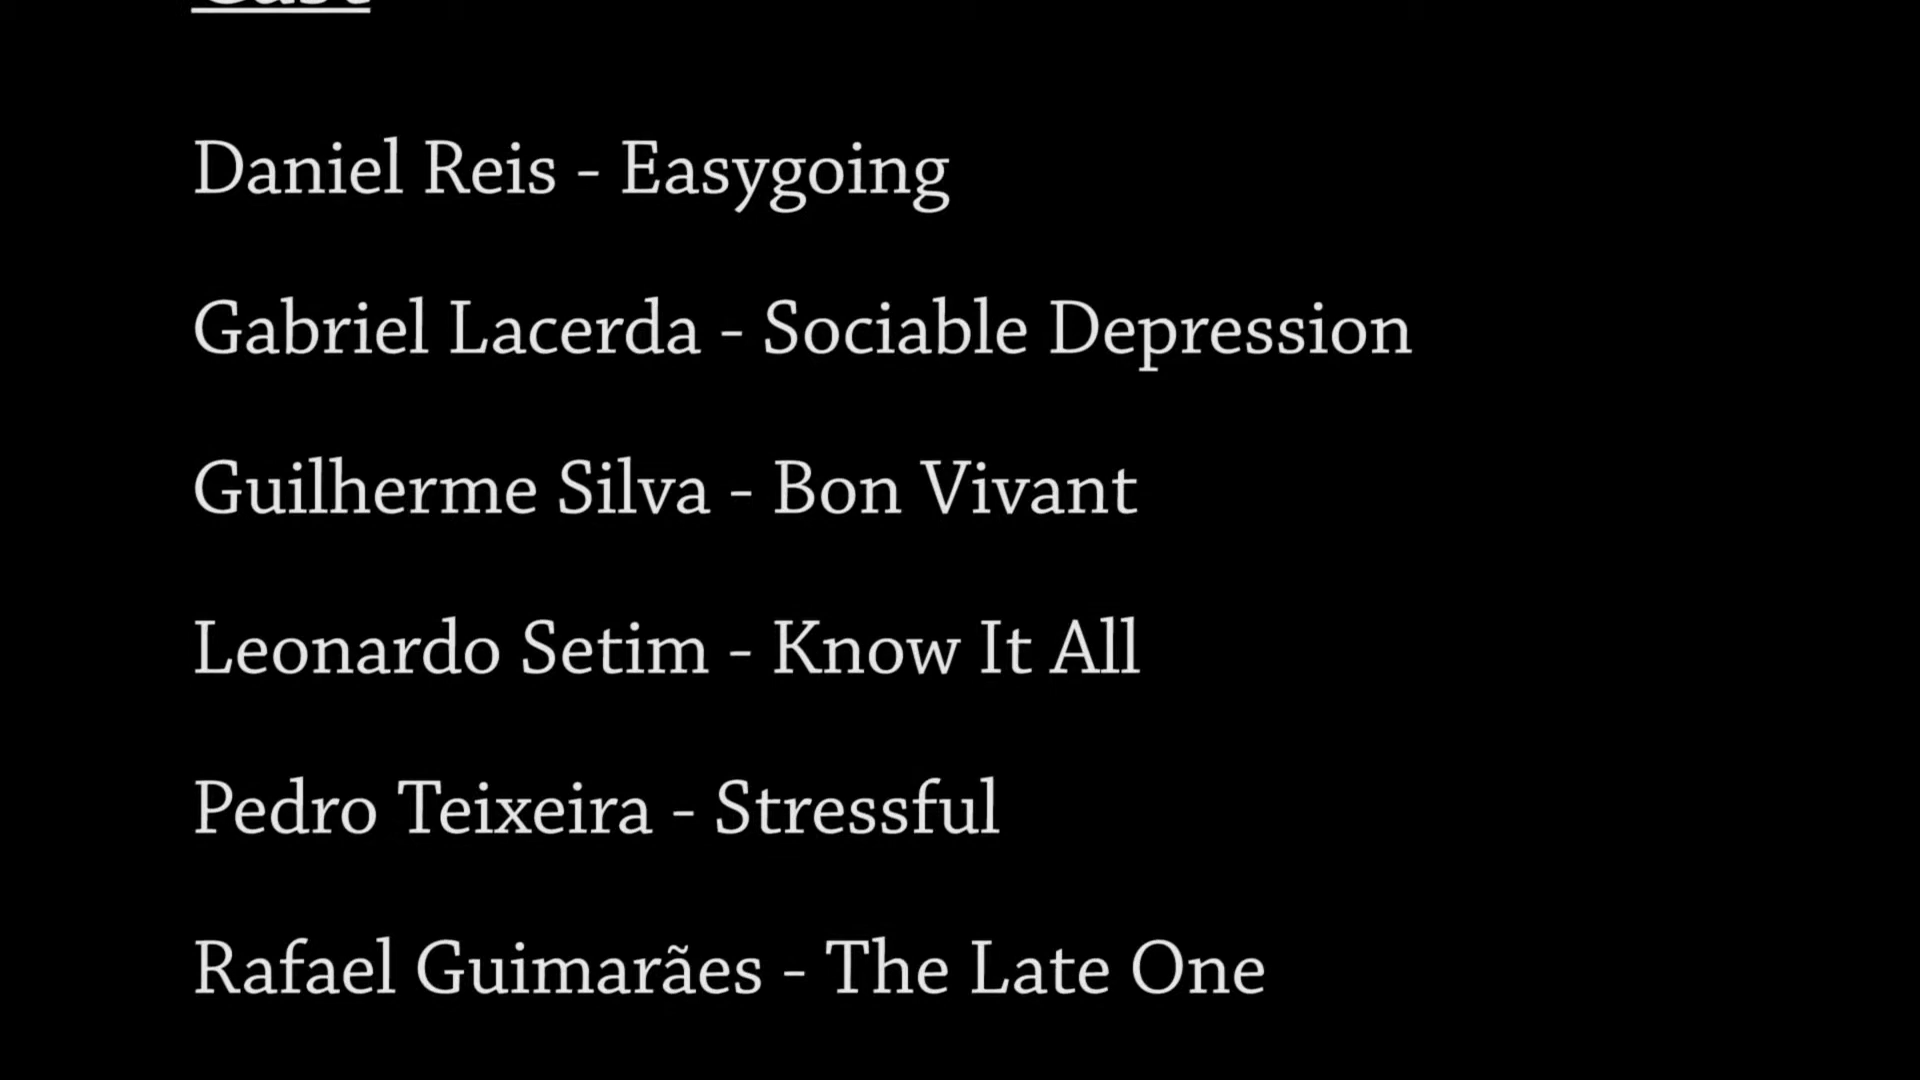 Cast
Daniel Reis - Easygoing
Gabriel Lacerda - Sociable Depression
Guilherme Silva - Bon Vivant
Leonardo Setim - Know It All
Pedro Teixeira - Stressful
Rafael Guimarães - The Late One